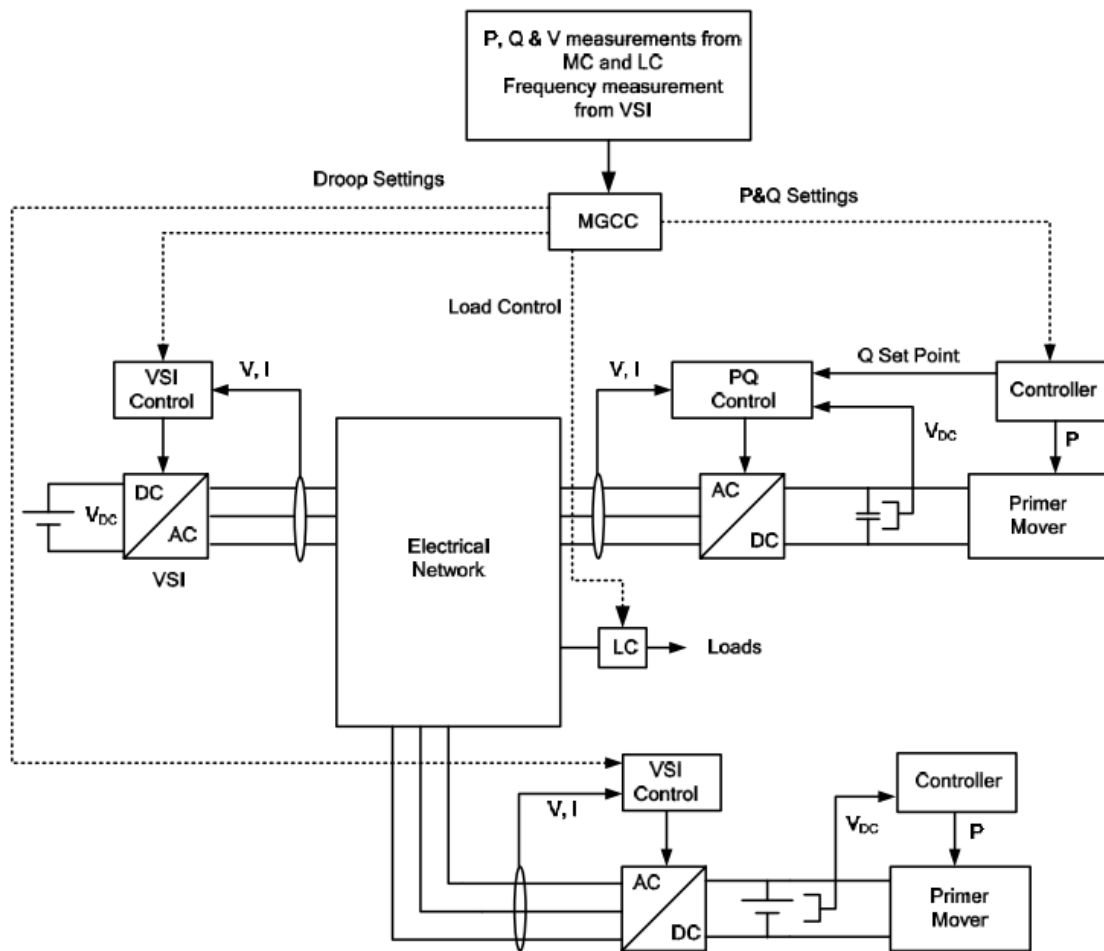 P, Q & V measurements from
MC and LC
Frequency measurement
from VSI
Droop Settings
P&Q Settings
MGCC
Load Control
VSI
Control
V, I
V, I
PQ
Control
Q Set Point
Controller
VDC
P
DC
AC
VDC
VSI
Electrical
Network
AC
DC
Primer
Mover
LC
Loads
VSI
Control
V, I
Controller
VDC
P
AC
DC
Primer
Mover